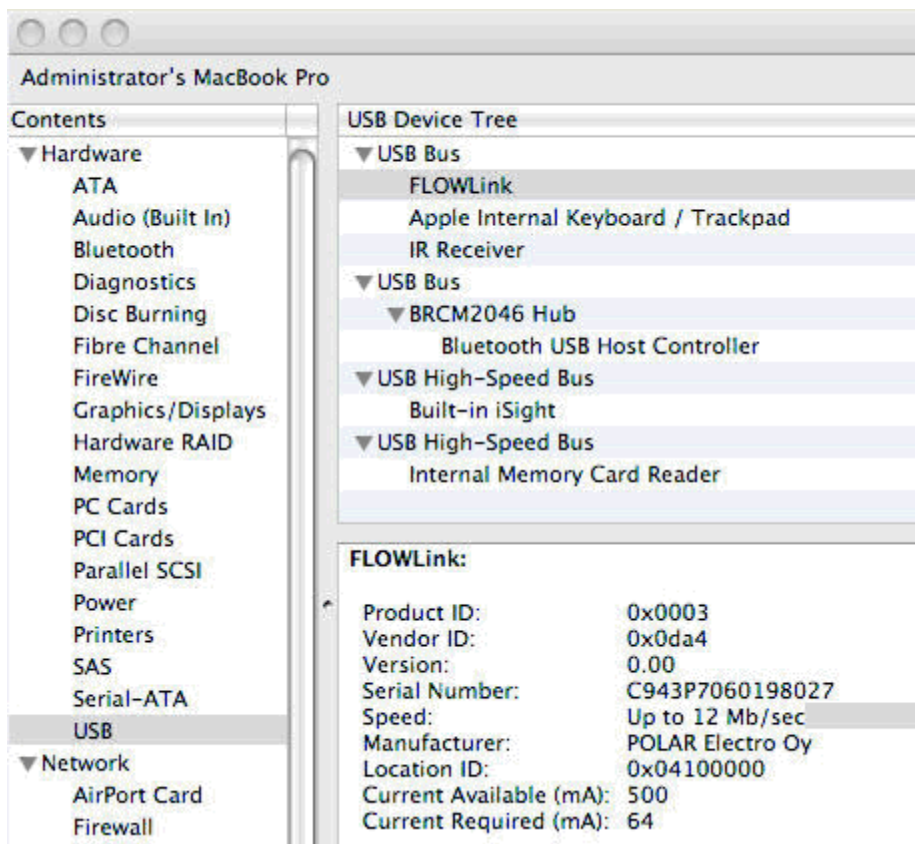 Administrator's MacBook Pro
Contents
Hardware
ATA
Audio (Built In)
Bluetooth
Diagnostics
Disc Burning
Fibre Channel
FireWire
Graphics/Displays
Hardware RAID
Memory
PC Cards
PCI Cards
Parallel SCSI
Power
Printers
SAS
Serial-ATA
USB
Network
AirPort Card
Firewall
USB Device Tree
USB Bus
FLOWLink
Apple Internal Keyboard / Trackpad
IR Receiver
USB Bus
BRCM2046 Hub
Bluetooth USB Host Controller
USB High-Speed Bus
Built-in iSight
USB High-Speed Bus
Internal Memory Card Reader
FLOWLink:
Product ID: 0x0003
Vendor ID: 0x0da4
Version: 0.00
Serial Number: C943P7060198027
Speed: Up to 12 Mb/sec
Manufacturer: POLAR Electro Oy
Location ID: 0x04100000
Current Available (mA): 500
Current Required (mA): 64